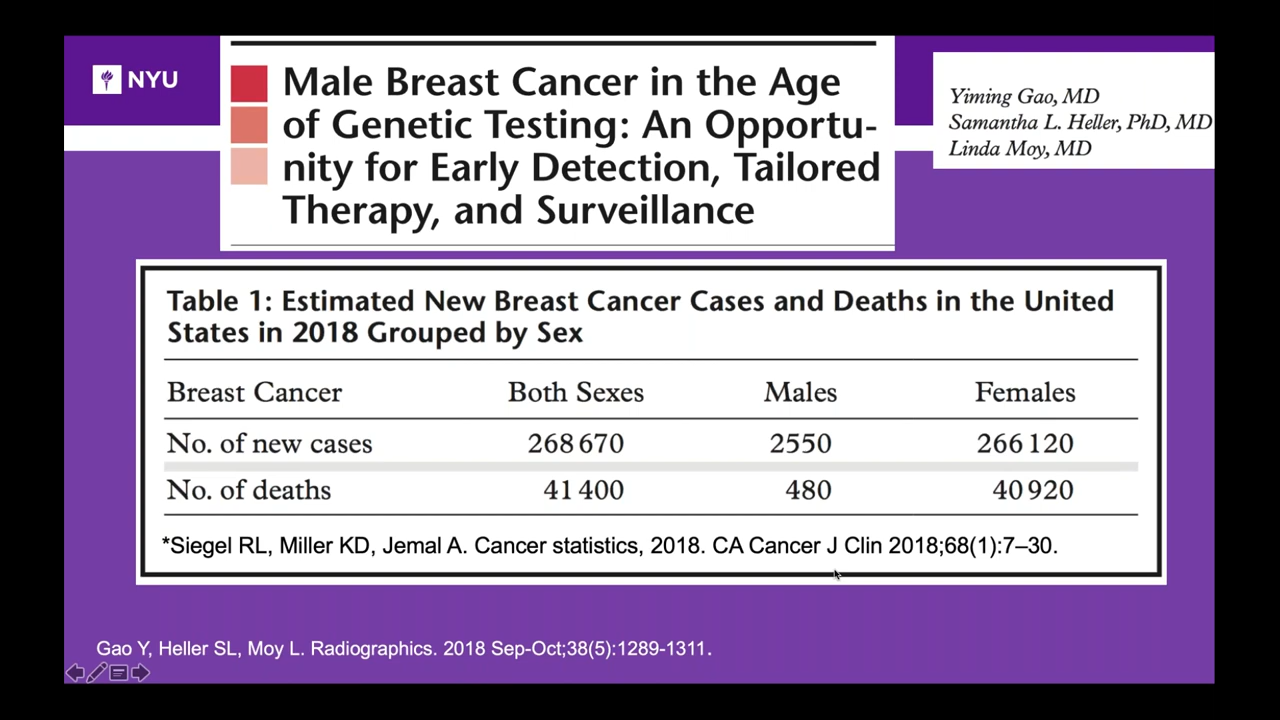 NYU
Male Breast Cancer in the Age
of Genetic Testing: An Opportu-
nity for Early Detection, Tailored
Therapy, and Surveillance
Yiming Gao, MD
Samantha L. Heller, PhD, MD
Linda Moy, MD
Table 1: Estimated New Breast Cancer Cases and Deaths in the United
States in 2018 Grouped by Sex
Breast Cancer Both Sexes Males Females
No. of new cases 268 670 2550 266 120
No. of deaths 41 400 480 40 920
*Siegel RL, Miller KD, Jemal A. Cancer statistics, 2018. CA Cancer J Clin 2018;68(1):7–30.
Gao Y, Heller SL, Moy L. Radiographics. 2018 Sep-Oct;38(5):1289-1311.